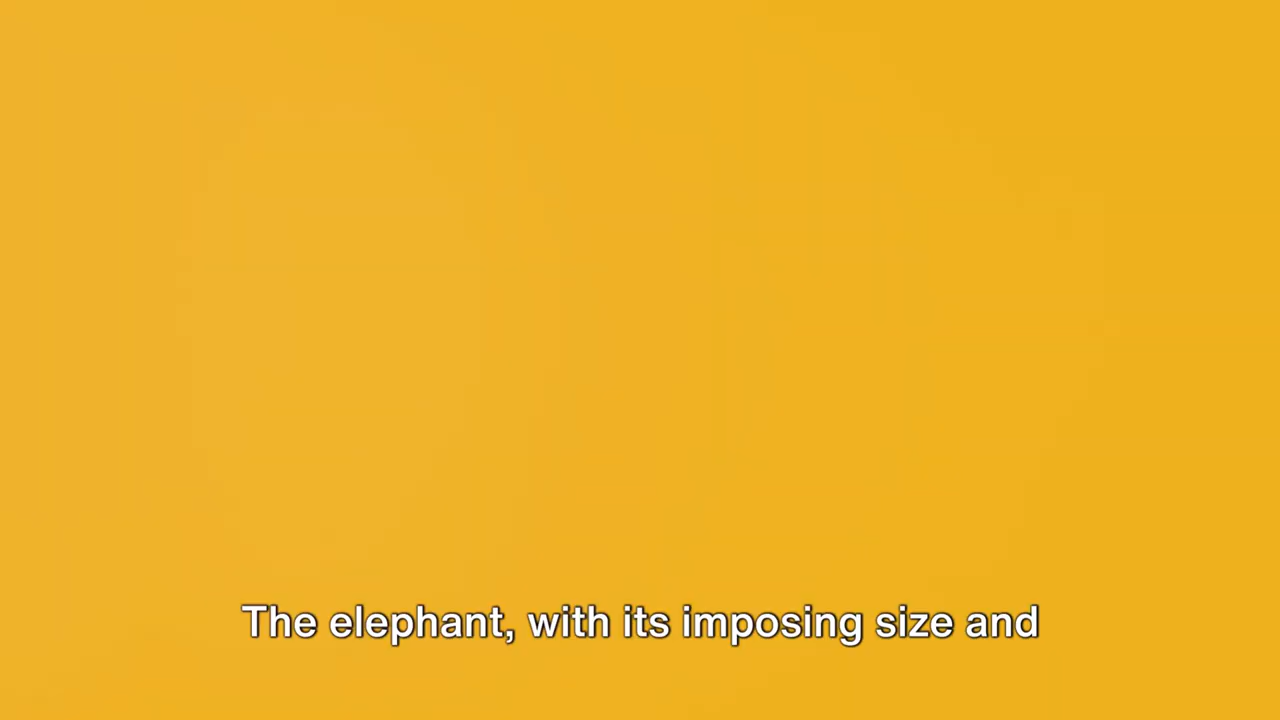 The elephant, with its imposing size and